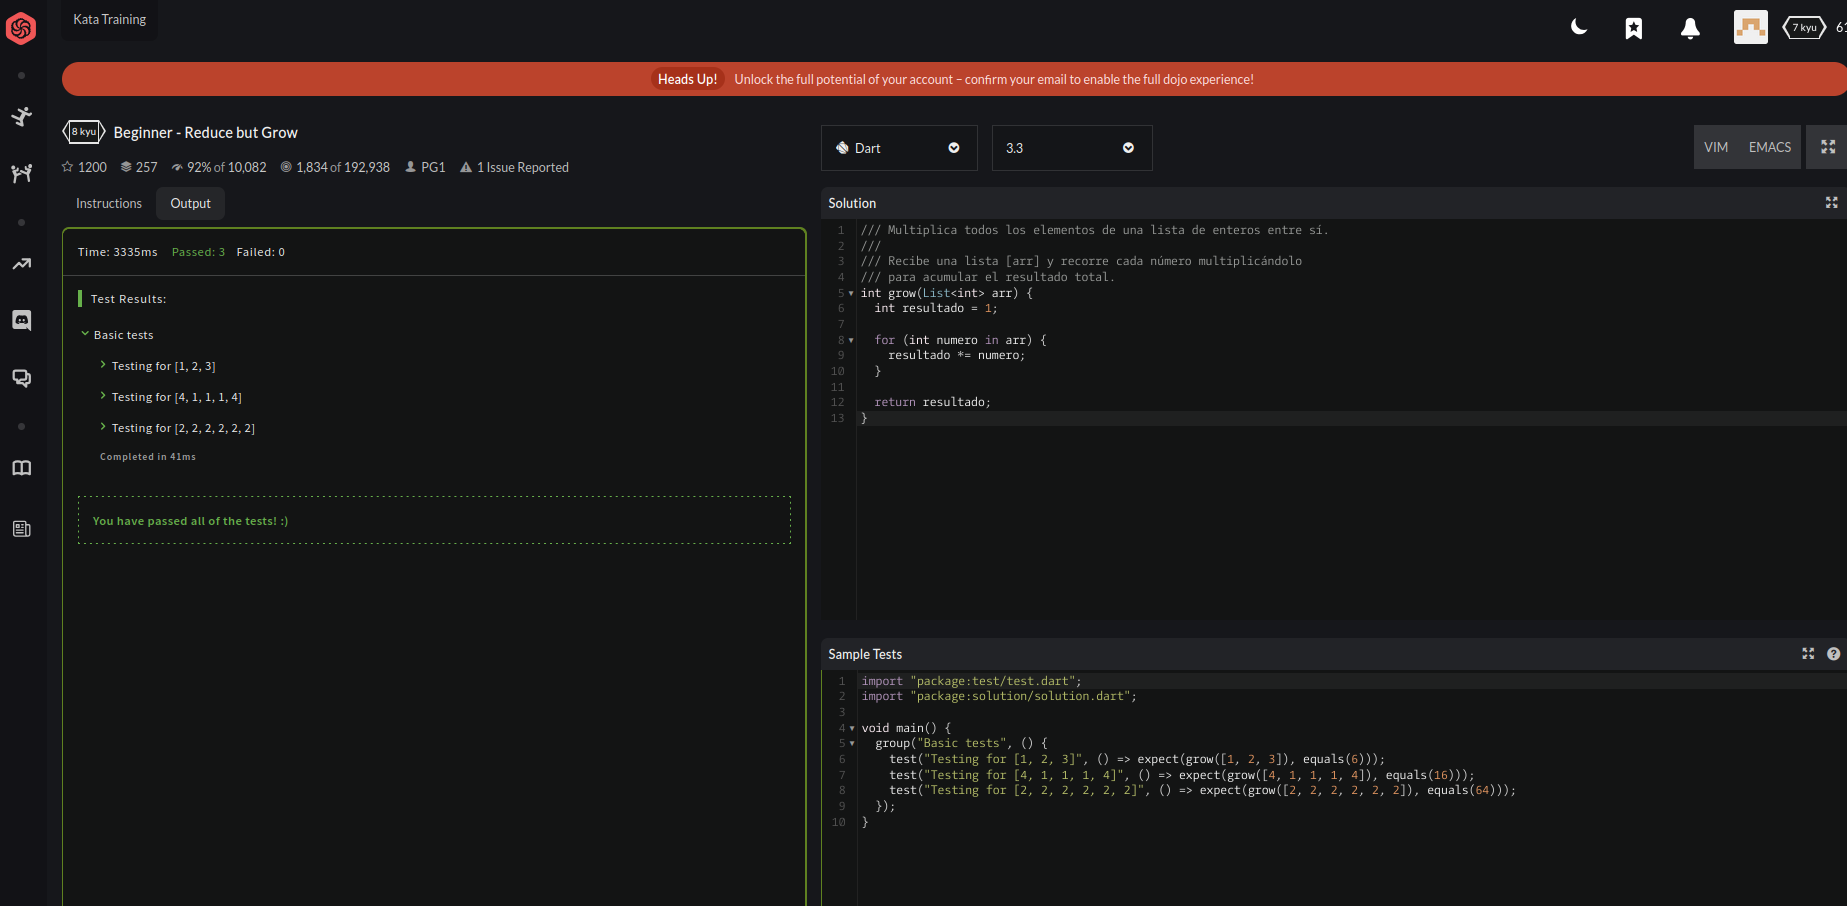 Kata Training
7 kyu
Heads Up! Unlock the full potential of your account – confirm your email to enable the full dojo experience!
8 kyu Beginner - Reduce but Grow
1200 257 92% of 10,082 1,834 of 192,938 PG1 1 Issue Reported
Instructions Output
Time: 3335ms Passed: 3 Failed: 0
Test Results:
Basic tests
Testing for [1, 2, 3]
Testing for [4, 1, 1, 1, 4]
Testing for [2, 2, 2, 2, 2, 2]
Completed in 41ms
You have passed all of the tests! :)
Dart 3.3 VIM EMACS
Solution
1 /// Multiplica todos los elementos de una lista de enteros entre sí.
2 ///
3 /// Recibe una lista [arr] y recorre cada número multiplicándolo
4 /// para acumular el resultado total.
5 int grow(List<int> arr) {
6 int resultado = 1;
7
8 for (int numero in arr) {
9 resultado *= numero;
10 }
11
12 return resultado;
13 }
Sample Tests
1 import "package:test/test.dart";
2 import "package:solution/solution.dart";
3
4 void main() {
5 group("Basic tests", () {
6 test("Testing for [1, 2, 3]", () => expect(grow([1, 2, 3]), equals(6)));
7 test("Testing for [4, 1, 1, 1, 4]", () => expect(grow([4, 1, 1, 1, 4]), equals(16)));
8 test("Testing for [2, 2, 2, 2, 2, 2]", () => expect(grow([2, 2, 2, 2, 2, 2]), equals(64)));
9 });
10 }